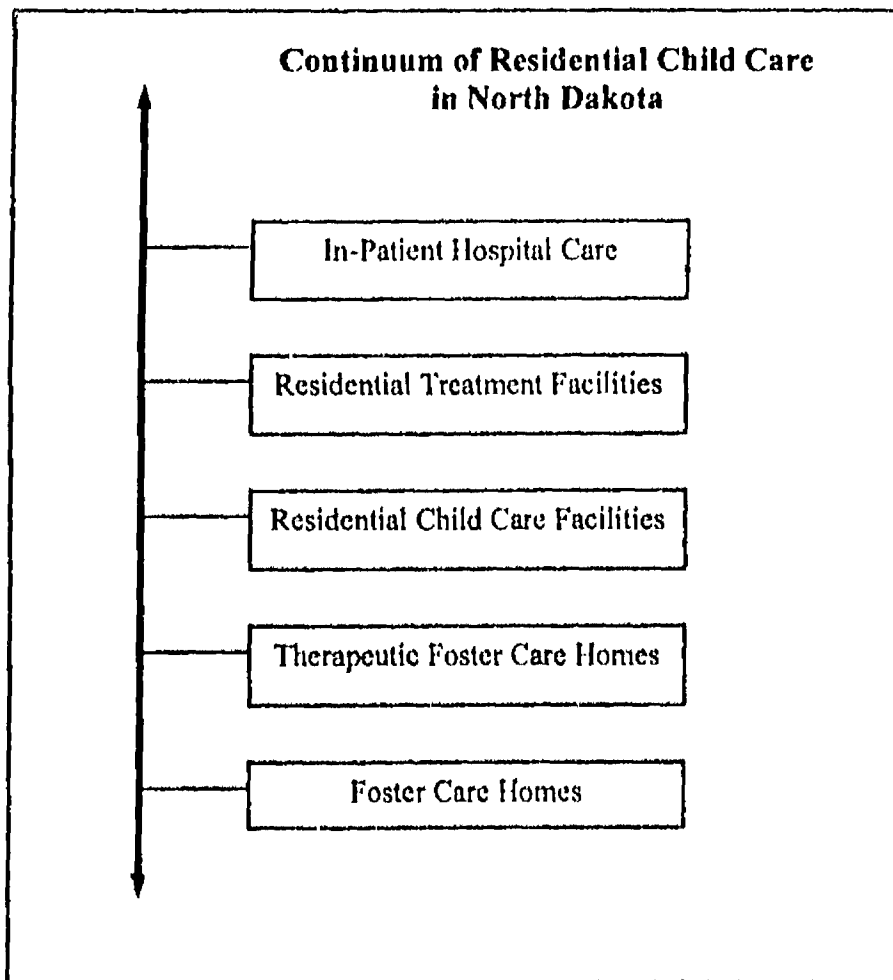 Continuum of Residential Child Care
in North Dakota
In-Patient Hospital Care
Residential Treatment Facilities
Residential Child Care Facilities
Therapeutic Foster Care Homes
Foster Care Homes